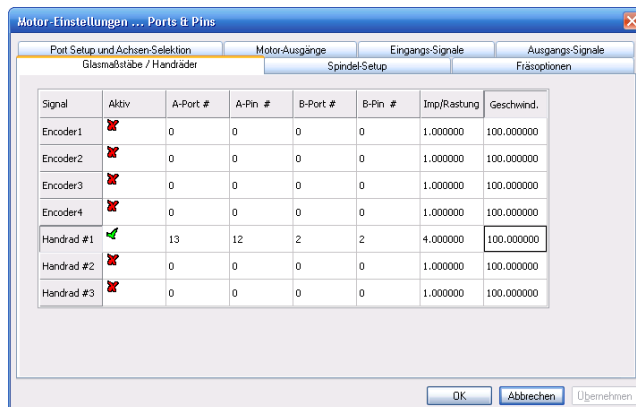 Motor-Einstellungen ... Ports & Pins
Port Setup und Achsen-Selektion Motor-Ausgänge Eingangs-Signale Ausgangs-Signale
Glasmaßstäbe / Handräder Spindel-Setup Fräsoptionen
Signal Aktiv A-Port # A-Pin # B-Port # B-Pin # Imp/Rastung Geschwind.
Encoder1 0 0 0 0 1.000000 100.000000
Encoder2 0 0 0 0 1.000000 100.000000
Encoder3 0 0 0 0 1.000000 100.000000
Encoder4 0 0 0 0 1.000000 100.000000
Handrad #1 13 12 2 2 4.000000 100.000000
Handrad #2 0 0 0 0 1.000000 100.000000
Handrad #3 0 0 0 0 1.000000 100.000000
OK Abbrechen Übernehmen